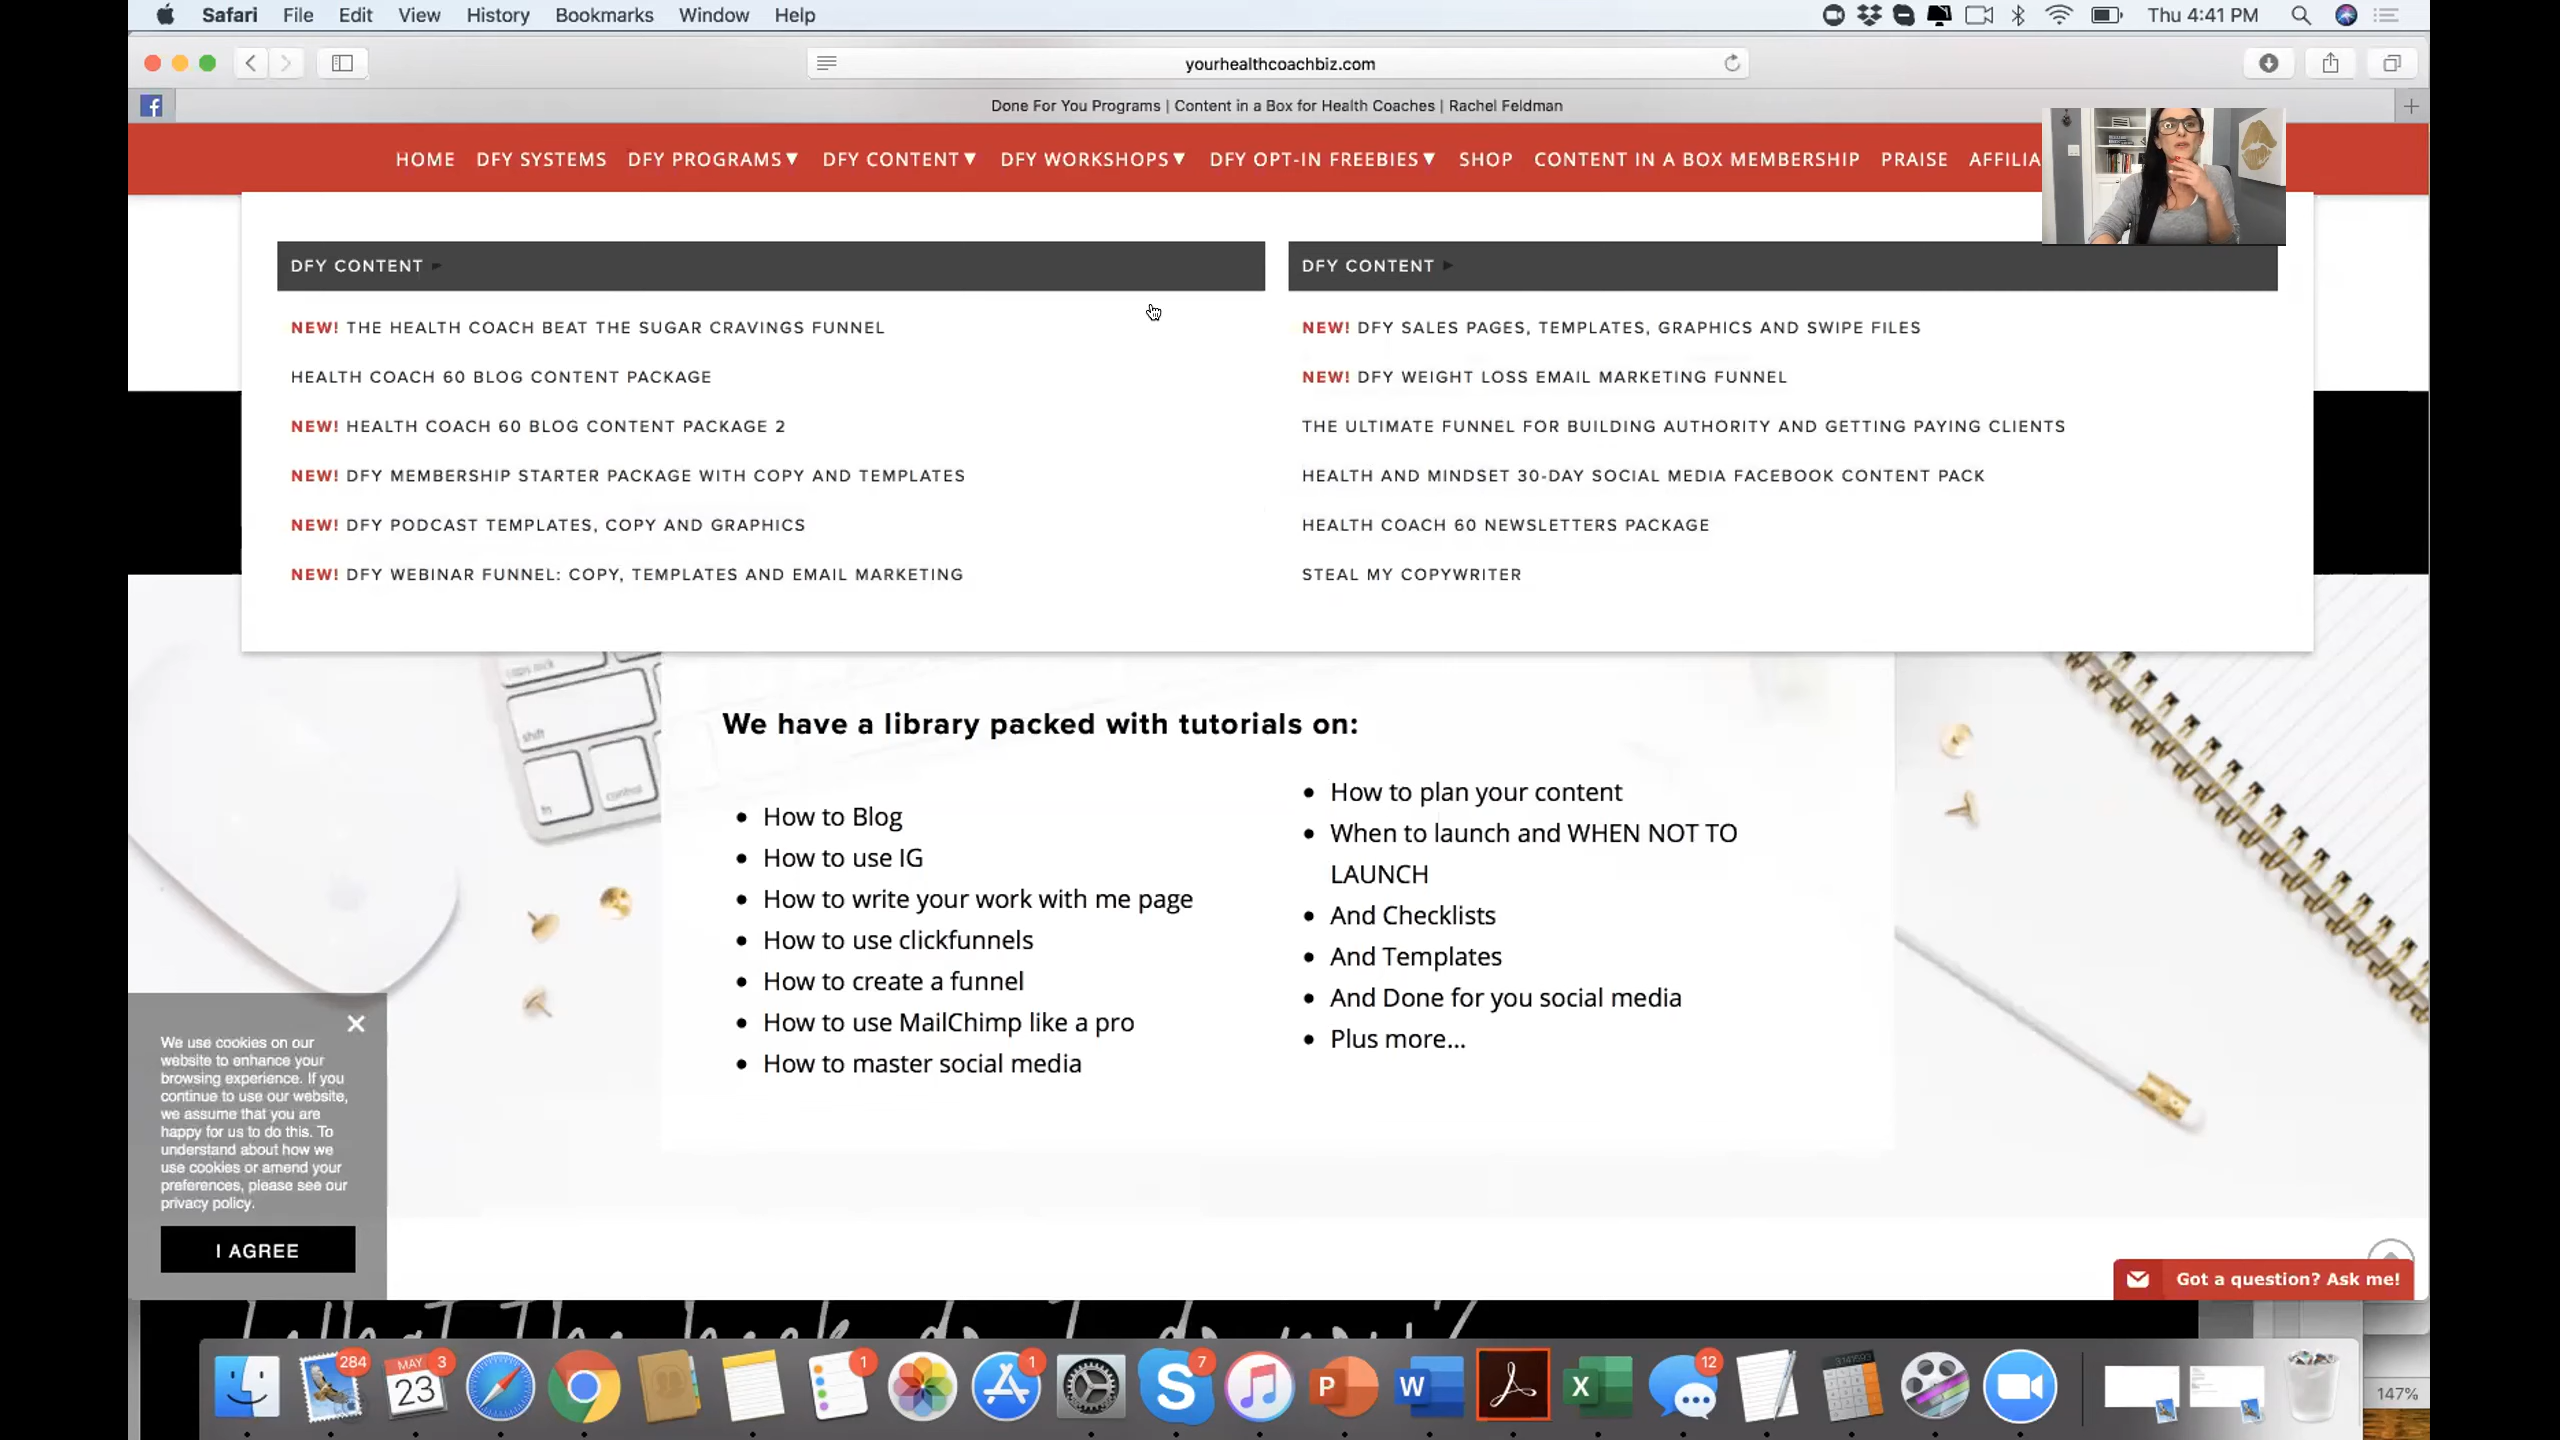 Safari File Edit View History Bookmarks Window Help Thu 4:41 PM
yourhealthcoachbiz.com
Done For You Programs | Content in a Box for Health Coaches | Rachel Feldman
HOME DFY SYSTEMS DFY PROGRAMS▼ DFY CONTENT▼ DFY WORKSHOPS▼ DFY OPT-IN FREEBIES▼ SHOP CONTENT IN A BOX MEMBERSHIP PRAISE AFFILIA
DFY CONTENT ►
NEW! THE HEALTH COACH BEAT THE SUGAR CRAVINGS FUNNEL
HEALTH COACH 60 BLOG CONTENT PACKAGE
NEW! HEALTH COACH 60 BLOG CONTENT PACKAGE 2
NEW! DFY MEMBERSHIP STARTER PACKAGE WITH COPY AND TEMPLATES
NEW! DFY PODCAST TEMPLATES, COPY AND GRAPHICS
NEW! DFY WEBINAR FUNNEL: COPY, TEMPLATES AND EMAIL MARKETING
DFY CONTENT ►
NEW! DFY SALES PAGES, TEMPLATES, GRAPHICS AND SWIPE FILES
NEW! DFY WEIGHT LOSS EMAIL MARKETING FUNNEL
THE ULTIMATE FUNNEL FOR BUILDING AUTHORITY AND GETTING PAYING CLIENTS
HEALTH AND MINDSET 30-DAY SOCIAL MEDIA FACEBOOK CONTENT PACK
HEALTH COACH 60 NEWSLETTERS PACKAGE
STEAL MY COPYWRITER
shift
fn
control
We have a library packed with tutorials on:
• How to Blog
• How to use IG
• How to write your work with me page
• How to use clickfunnels
• How to create a funnel
• How to use MailChimp like a pro
• How to master social media
• How to plan your content
• When to launch and WHEN NOT TO
LAUNCH
• And Checklists
• And Templates
• And Done for you social media
• Plus more...
We use cookies on our
website to enhance your
browsing experience. If you
continue to use our website,
we assume that you are
happy for us to do this. To
understand about how we
use cookies or amend your
preferences, please see our
privacy policy.
I AGREE
Got a question? Ask me!
284
MAY 3
23
1
1
7
12
147%